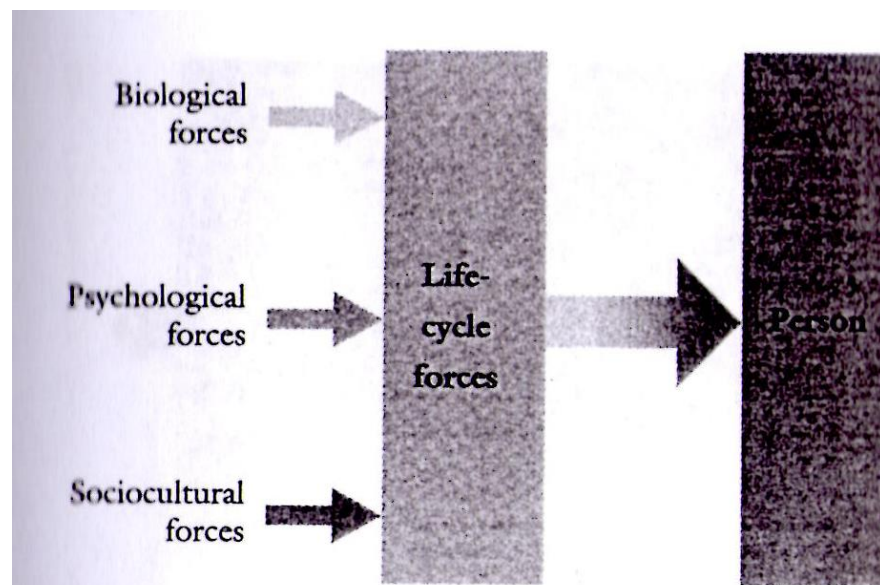 Biological
forces
Psychological
forces
Sociocultural
forces
Life-
cycle
forces
Person